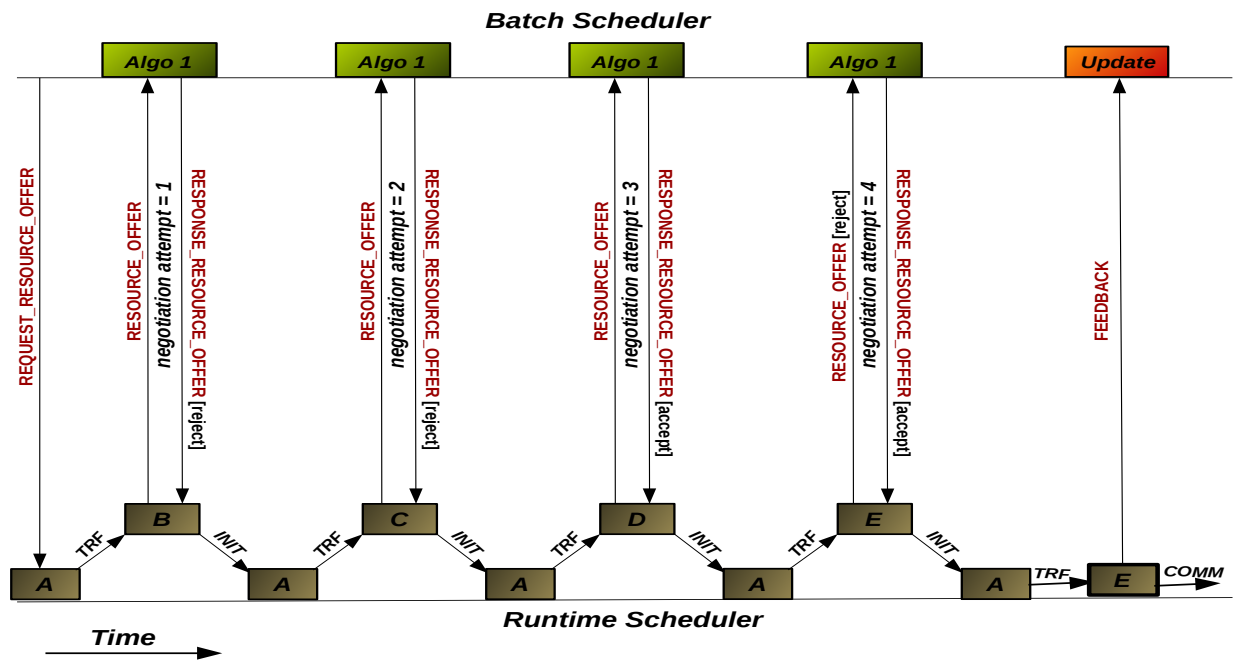 Batch Scheduler
Algo 1
Algo 1
Algo 1
Algo 1
Update
REQUEST_RESOURCE_OFFER
RESOURCE_OFFER
negotiation attempt = 1
RESPONSE_RESOURCE_OFFER [reject]
RESOURCE_OFFER
negotiation attempt = 2
RESPONSE_RESOURCE_OFFER [reject]
RESOURCE_OFFER
negotiation attempt = 3
RESPONSE_RESOURCE_OFFER [accept]
RESOURCE_OFFER [reject]
negotiation attempt = 4
RESPONSE_RESOURCE_OFFER [accept]
FEEDBACK
B
C
D
E
TRF
INIT
TRF
INIT
TRF
INIT
TRF
INIT
TRF
COMM
A
A
A
A
A
E
Runtime Scheduler
Time